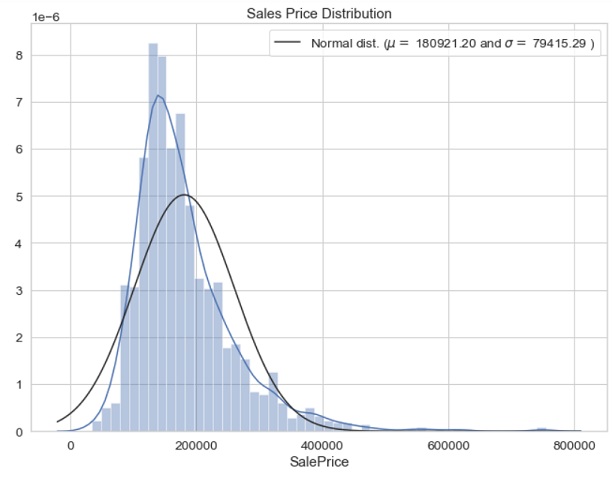 Sales Price Distribution
1e−6
Normal dist. (μ = 180921.20 and σ = 79415.29 )
8
7
6
5
4
3
2
1
0
0 200000 400000 600000 800000
SalePrice